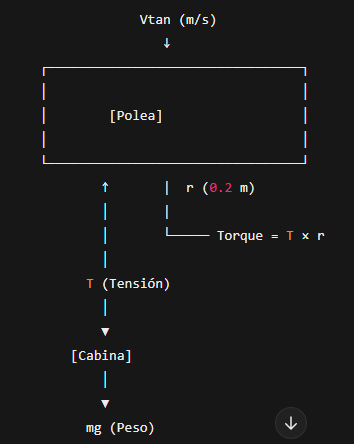 Vtan (m/s)
[Polea]
r (0.2 m)
Torque = T × r
T (Tensión)
[Cabina]
mg (Peso)